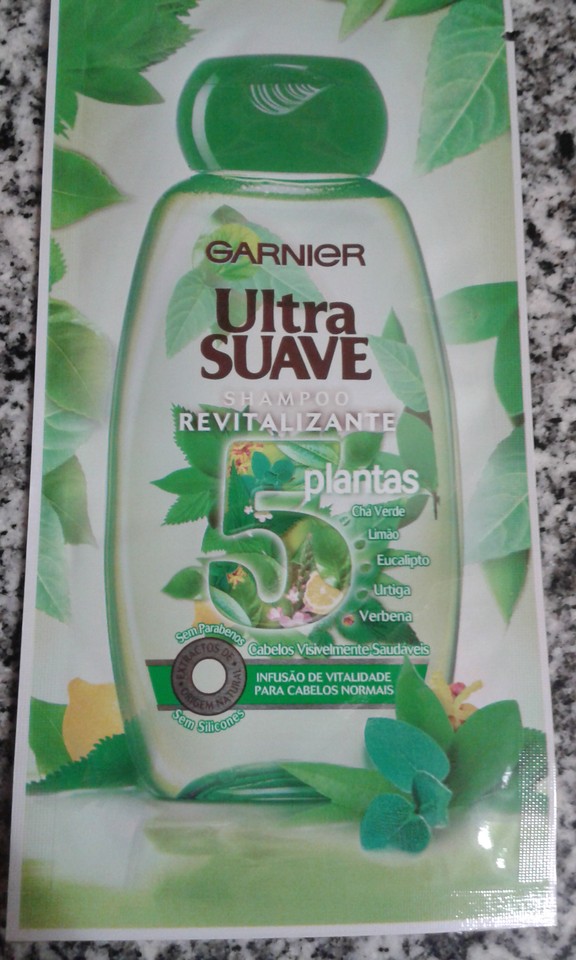 GARNIER
Ultra
SUAVE
SHAMPOO
REVITALIZANTE
5 plantas
Chá Verde
Limão
Eucalipto
Urtiga
Verbena
Sem Parabenos
Cabelos Visivelmente Saudáveis
EXTRACTOS DE ORIGEM NATURAL
INFUSÃO DE VITALIDADE
PARA CABELOS NORMAIS
Sem Silicones